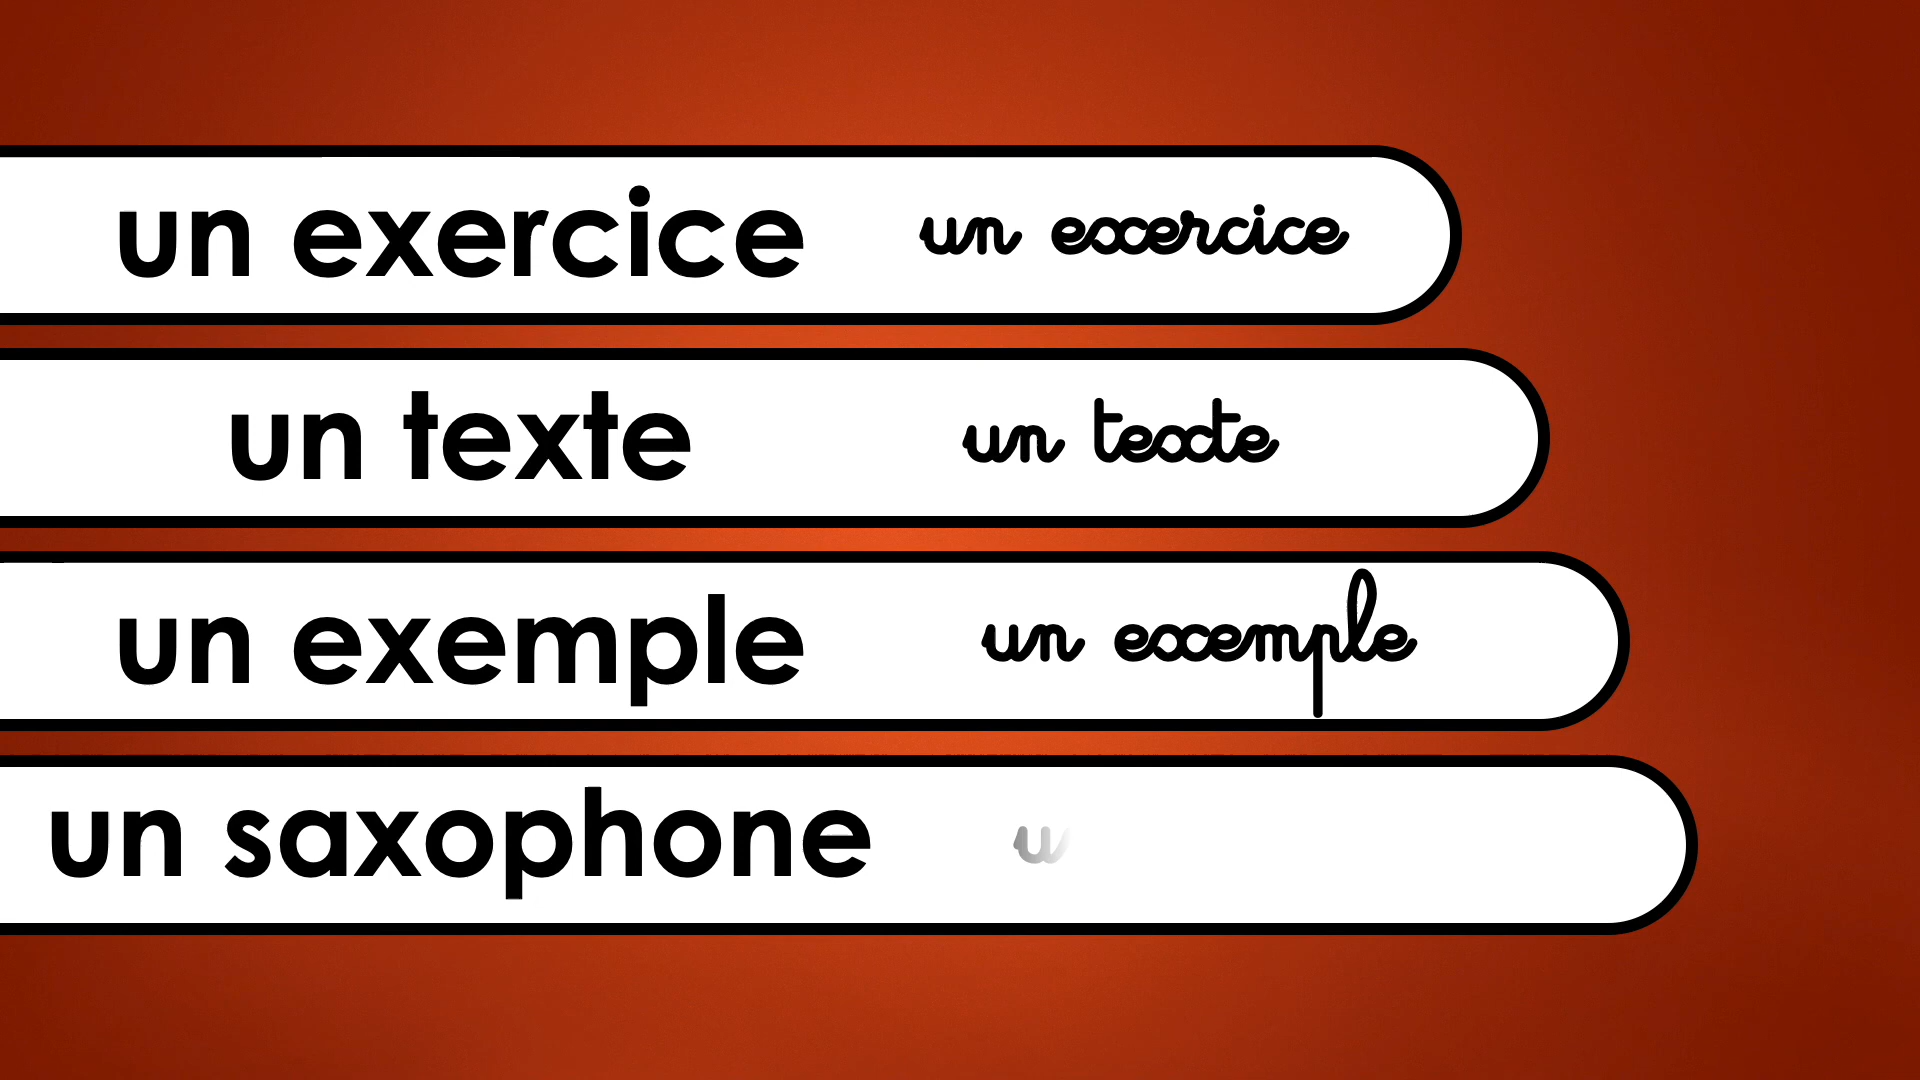 un exercice un exercice
un texte un texte
un exemple un exemple
un saxophone